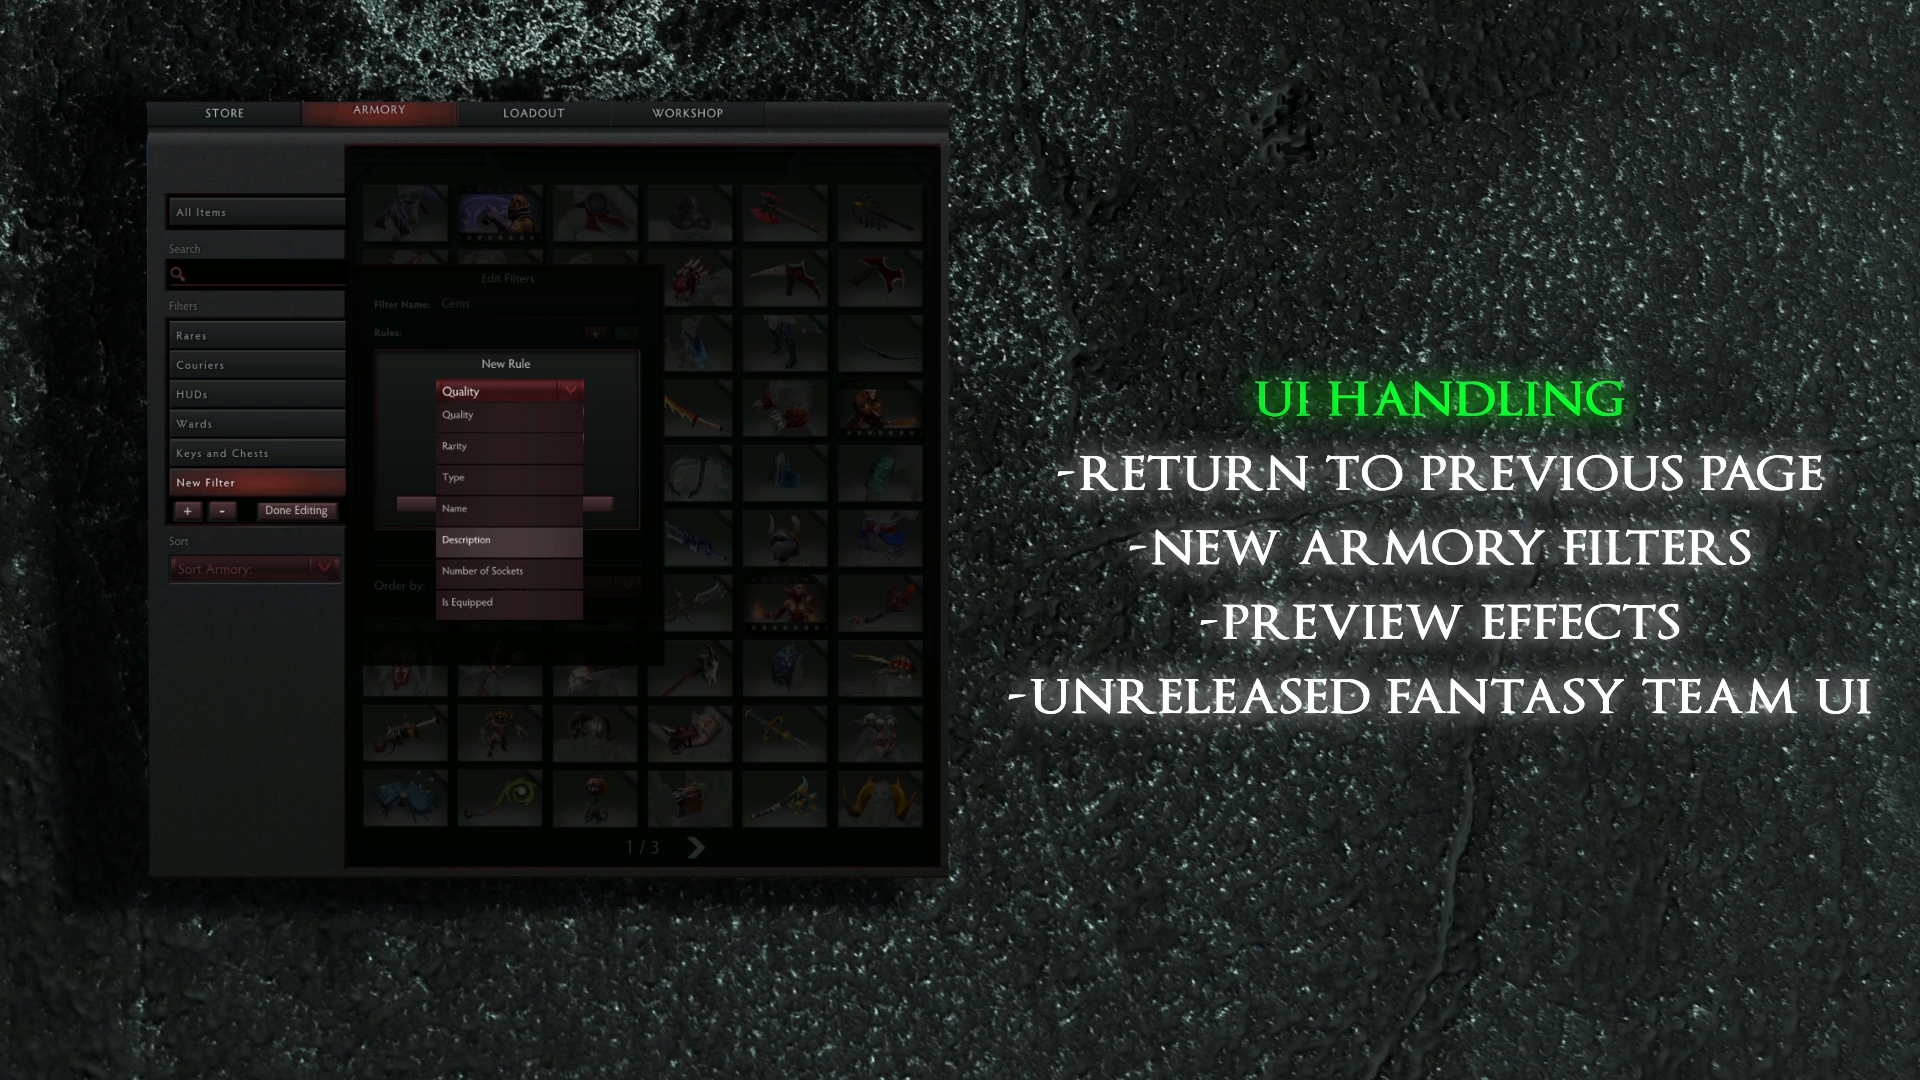 STORE
ARMORY
LOADOUT
WORKSHOP
All Items
Search
Filters
Rares
Couriers
HUDs
Wards
Keys and Chests
New Filter
+
-
Done Editing
Sort
Sort Armory:
Edit Filters
Filter Name: Gems
Rules:
+
-
New Rule
Quality
Quality
Rarity
Type
Name
Description
Number of Sockets
Is Equipped
Order by:
1 / 3
UI HANDLING
-RETURN TO PREVIOUS PAGE
-NEW ARMORY FILTERS
-PREVIEW EFFECTS
-UNRELEASED FANTASY TEAM UI